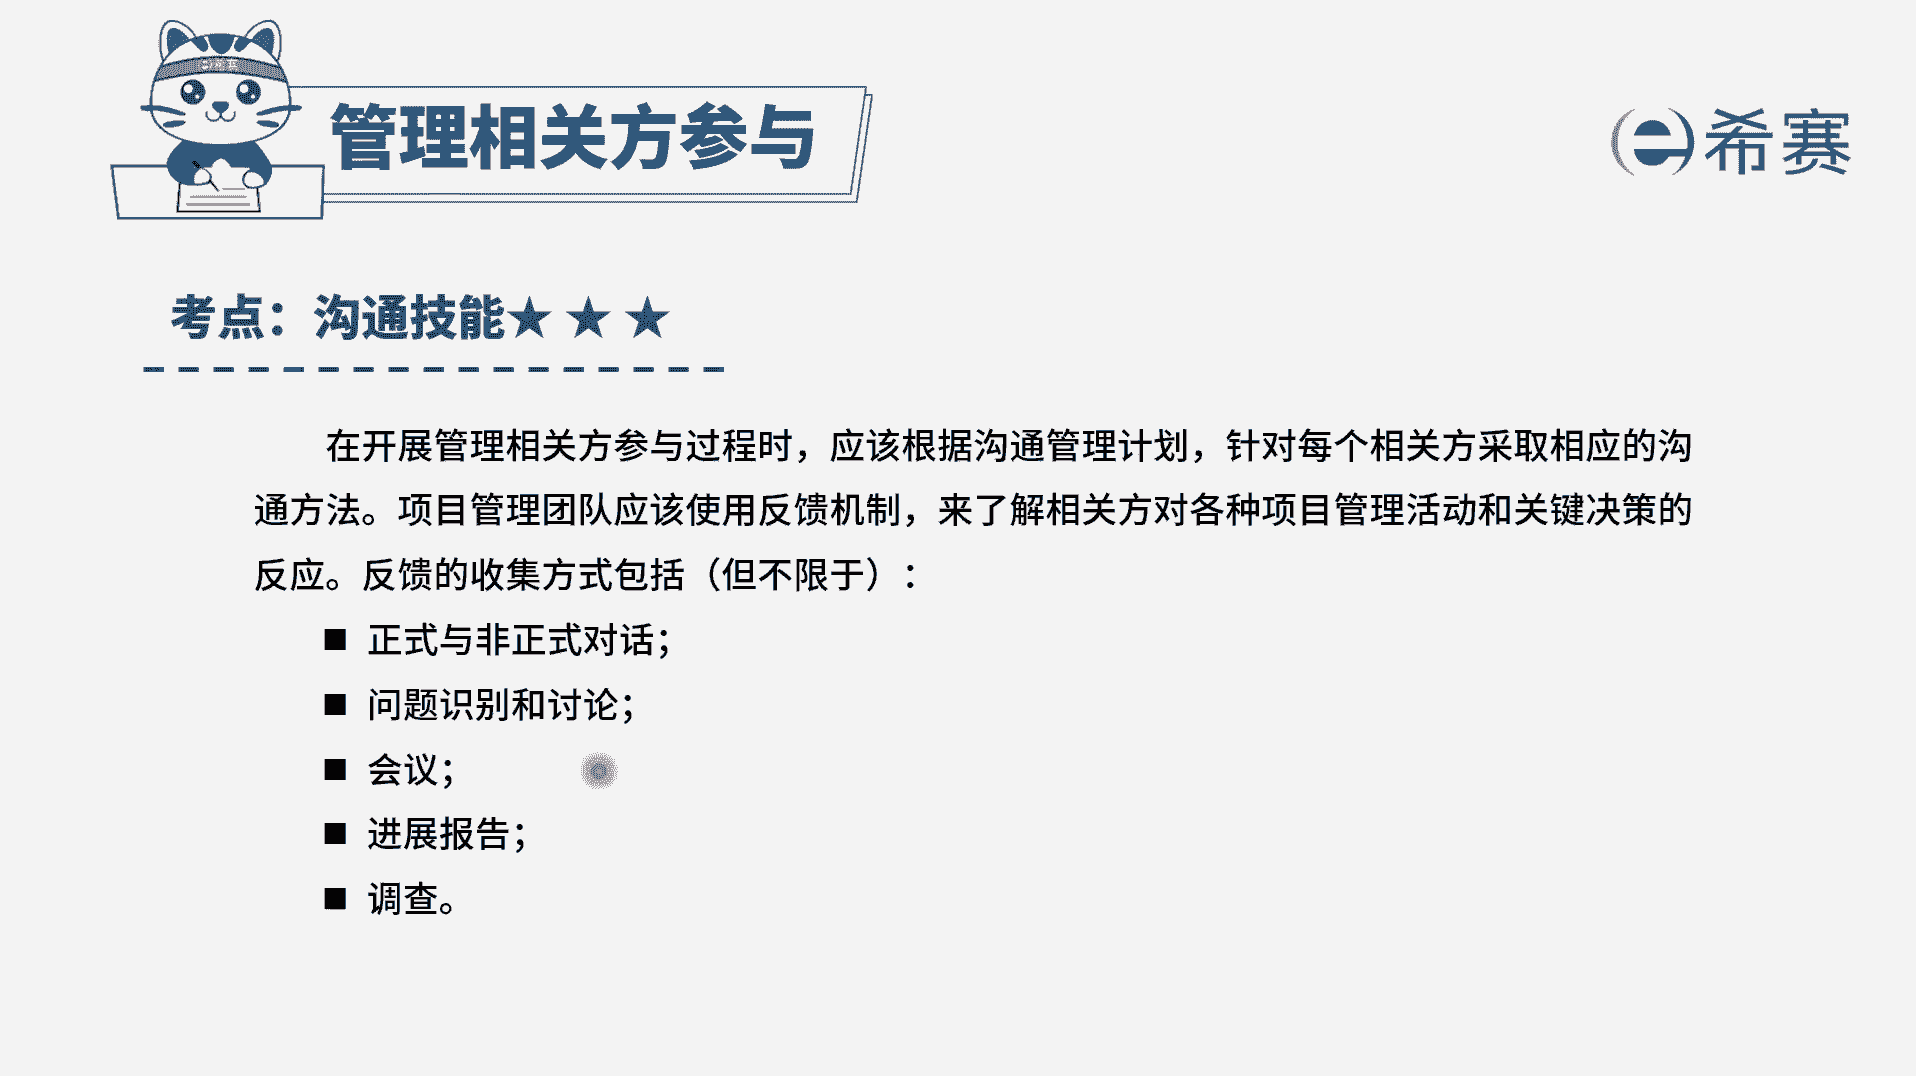 管理相关方参与
希赛
考点：沟通技能★ ★ ★
在开展管理相关方参与过程时，应该根据沟通管理计划，针对每个相关方采取相应的沟
通方法。项目管理团队应该使用反馈机制，来了解相关方对各种项目管理活动和关键决策的
反应。反馈的收集方式包括（但不限于）：
■ 正式与非正式对话；
■ 问题识别和讨论；
■ 会议；
■ 进展报告；
■ 调查。